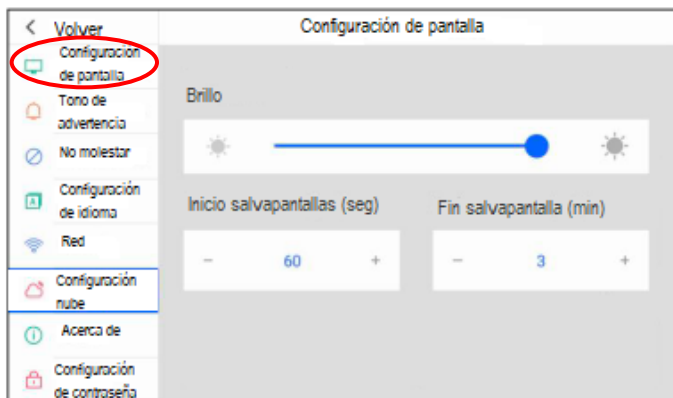 Volver
Configuración de pantalla
Configuración
de pantalla
Tono de
advertencia
No molestar
Configuración
de idioma
Red
Configuración
nube
Acerca de
Configuración
de contraseña
Brillo
Inicio salvapantallas (seg)
Fin salvapantalla (min)
− 60 +
− 3 +